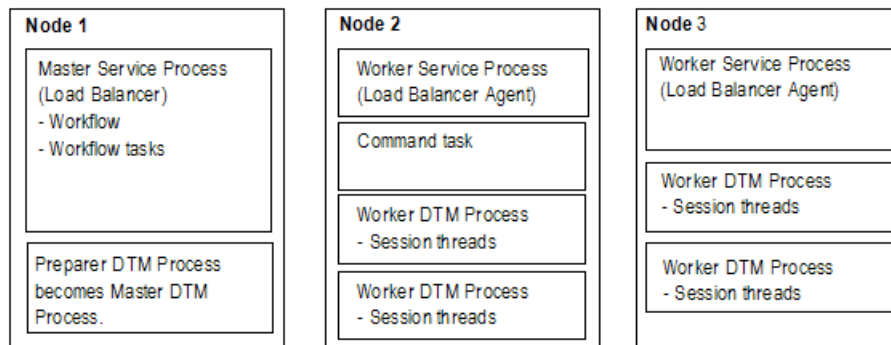 Node 1
Master Service Process
(Load Balancer)
- Workflow
- Workflow tasks
Preparer DTM Process
becomes Master DTM
Process.
Node 2
Worker Service Process
(Load Balancer Agent)
Command task
Worker DTM Process
- Session threads
Worker DTM Process
- Session threads
Node 3
Worker Service Process
(Load Balancer Agent)
Worker DTM Process
- Session threads
Worker DTM Process
- Session threads